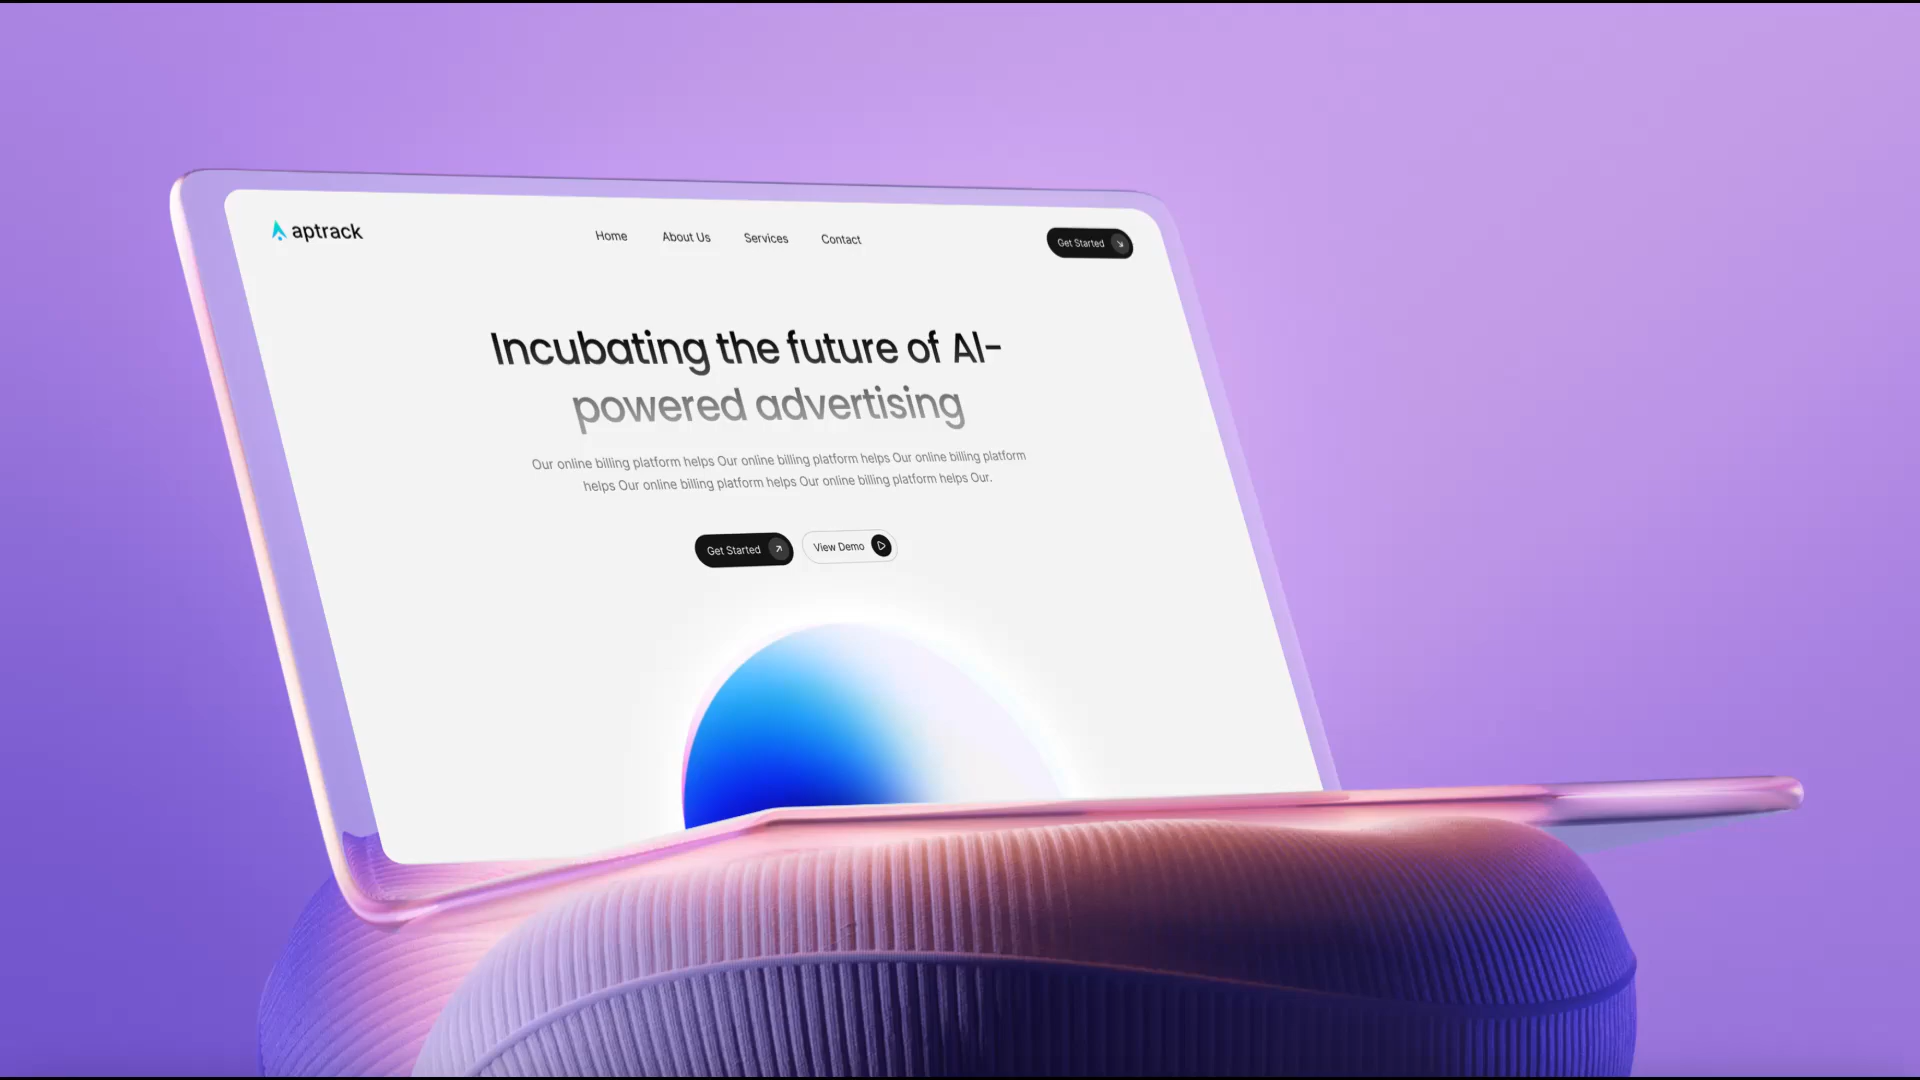 aptrack
Home About Us Services Contact
Get Started
Incubating the future of AI-
powered advertising
Our online billing platform helps Our online billing platform helps Our online billing platform
helps Our online billing platform helps Our online billing platform helps Our.
Get Started View Demo